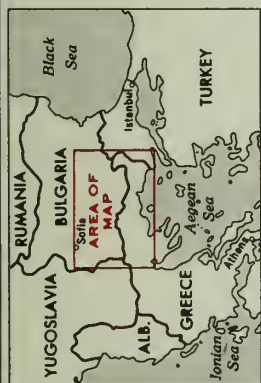 Black
Sea
RUMANIA
BULGARIA
Sofia
AREA OF
MAP
YUGOSLAVIA
Istanbul
TURKEY
ALB.
GREECE
Aegean
Sea
Athens
Ionian
Sea